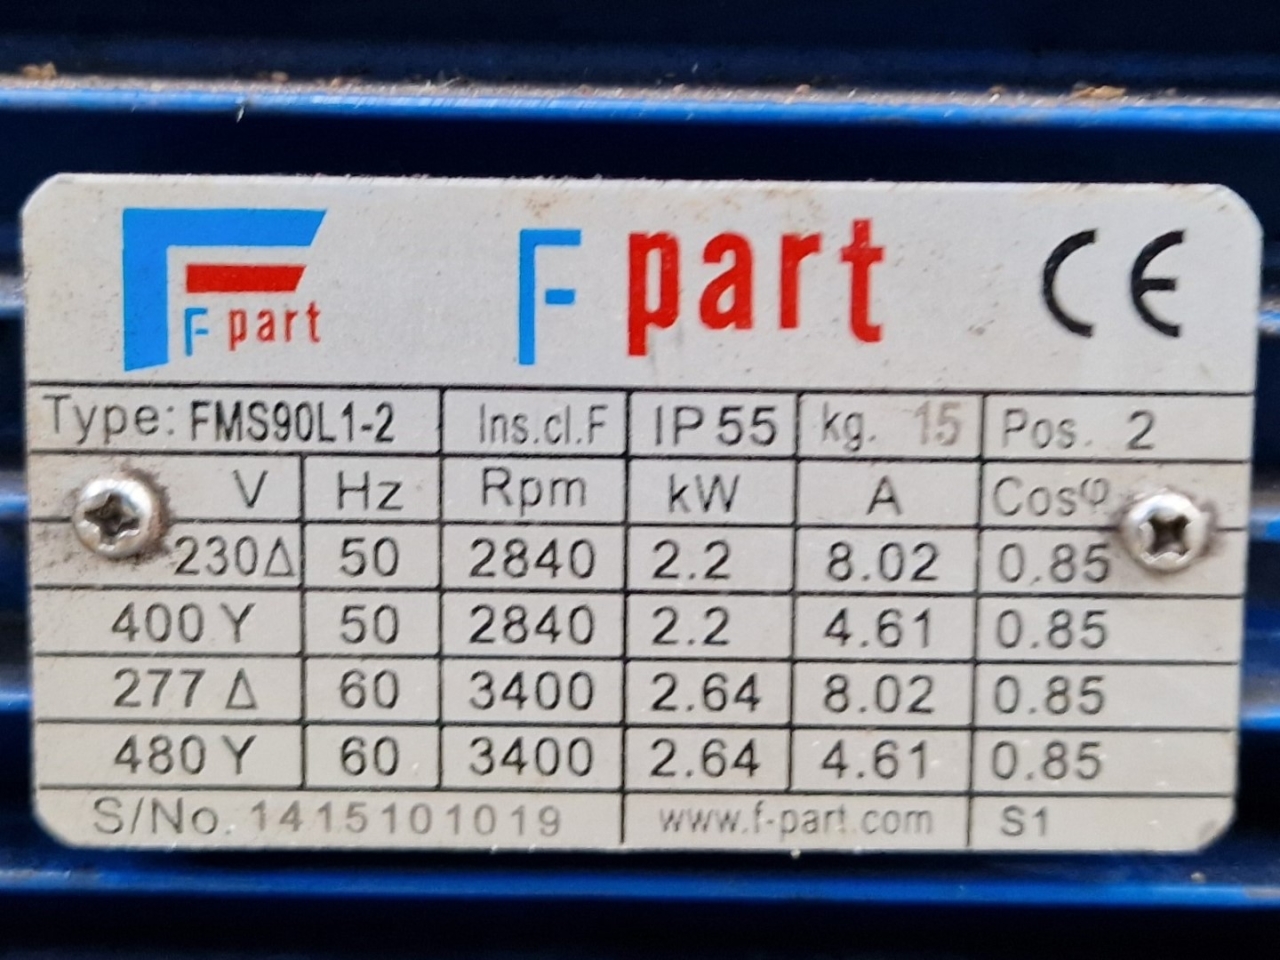 F part
F part CE
Type: FMS90L1-2 Ins.cl.F IP 55 kg. 15 Pos. 2
V Hz Rpm kW A Cosφ
230Δ 50 2840 2.2 8.02 0.85
400 Y 50 2840 2.2 4.61 0.85
277 Δ 60 3400 2.64 8.02 0.85
480 Y 60 3400 2.64 4.61 0.85
S/No. 1415101019 www.f-part.com S1